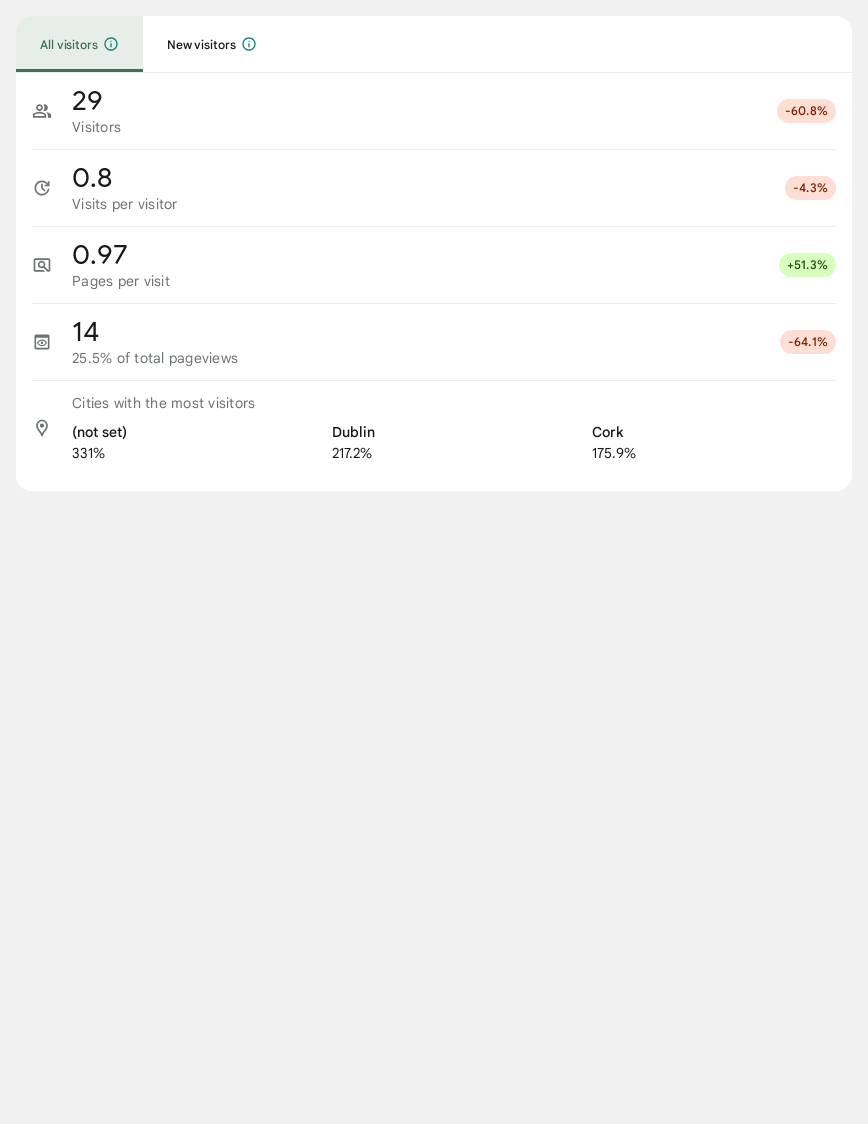 All visitors
New visitors
29
Visitors
-60.8%
0.8
Visits per visitor
-4.3%
0.97
Pages per visit
+51.3%
14
25.5% of total pageviews
-64.1%
Cities with the most visitors
(not set) Dublin Cork
331% 217.2% 175.9%